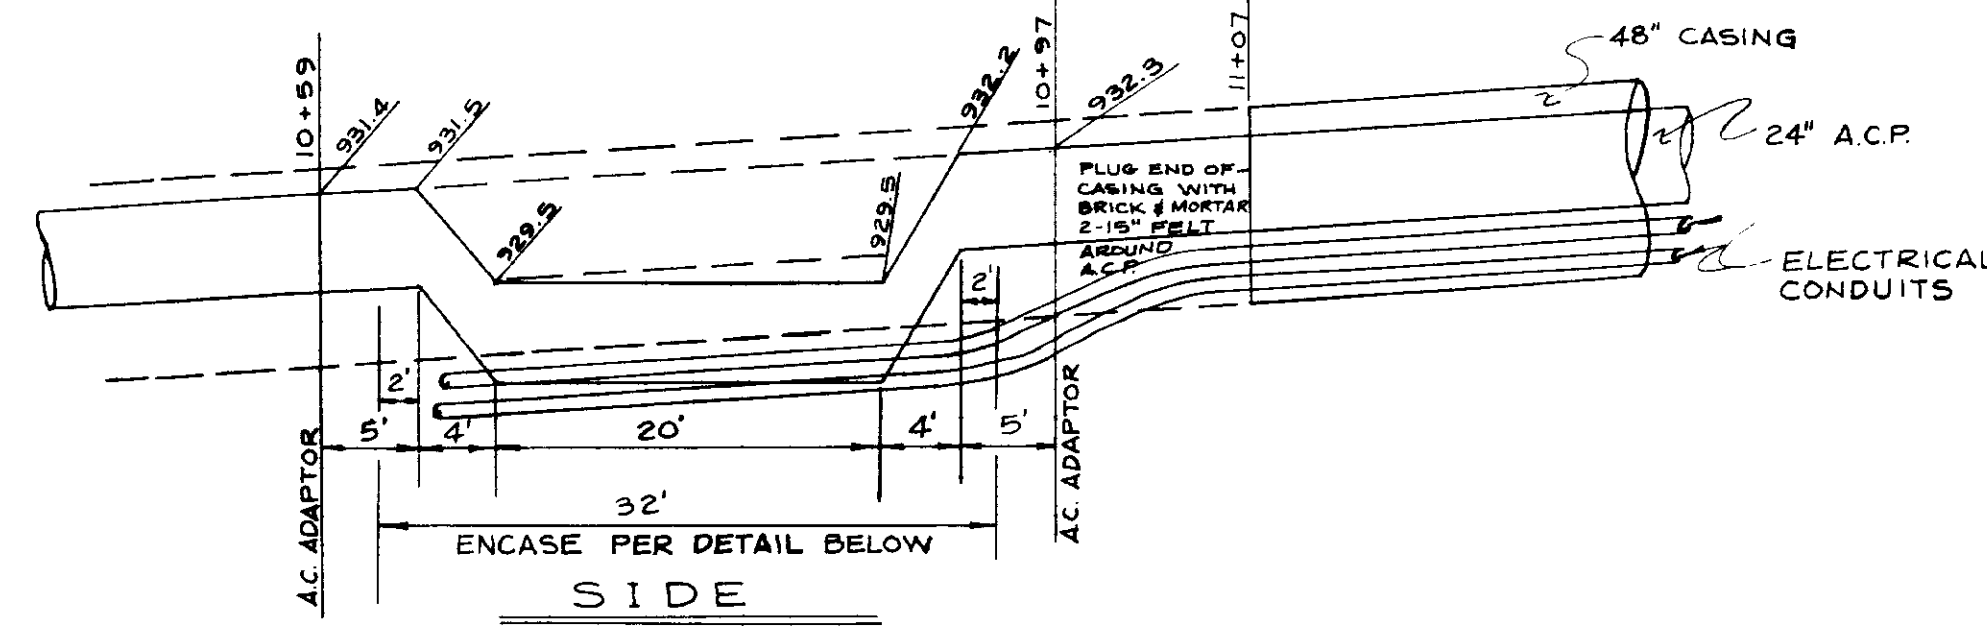 10+59
931.4
931.5
929.5
929.5
932.2
10+97
932.3
11+07
48" CASING
24" A.C.P.
PLUG END OF
CASING WITH
BRICK & MORTAR
2-15" FELT
AROUND
A.C.P.
2'
ELECTRICAL
CONDUITS
2'
5'
4'
20'
4'
5'
A.C. ADAPTOR
A.C. ADAPTOR
32'
ENCASE PER DETAIL BELOW
SIDE